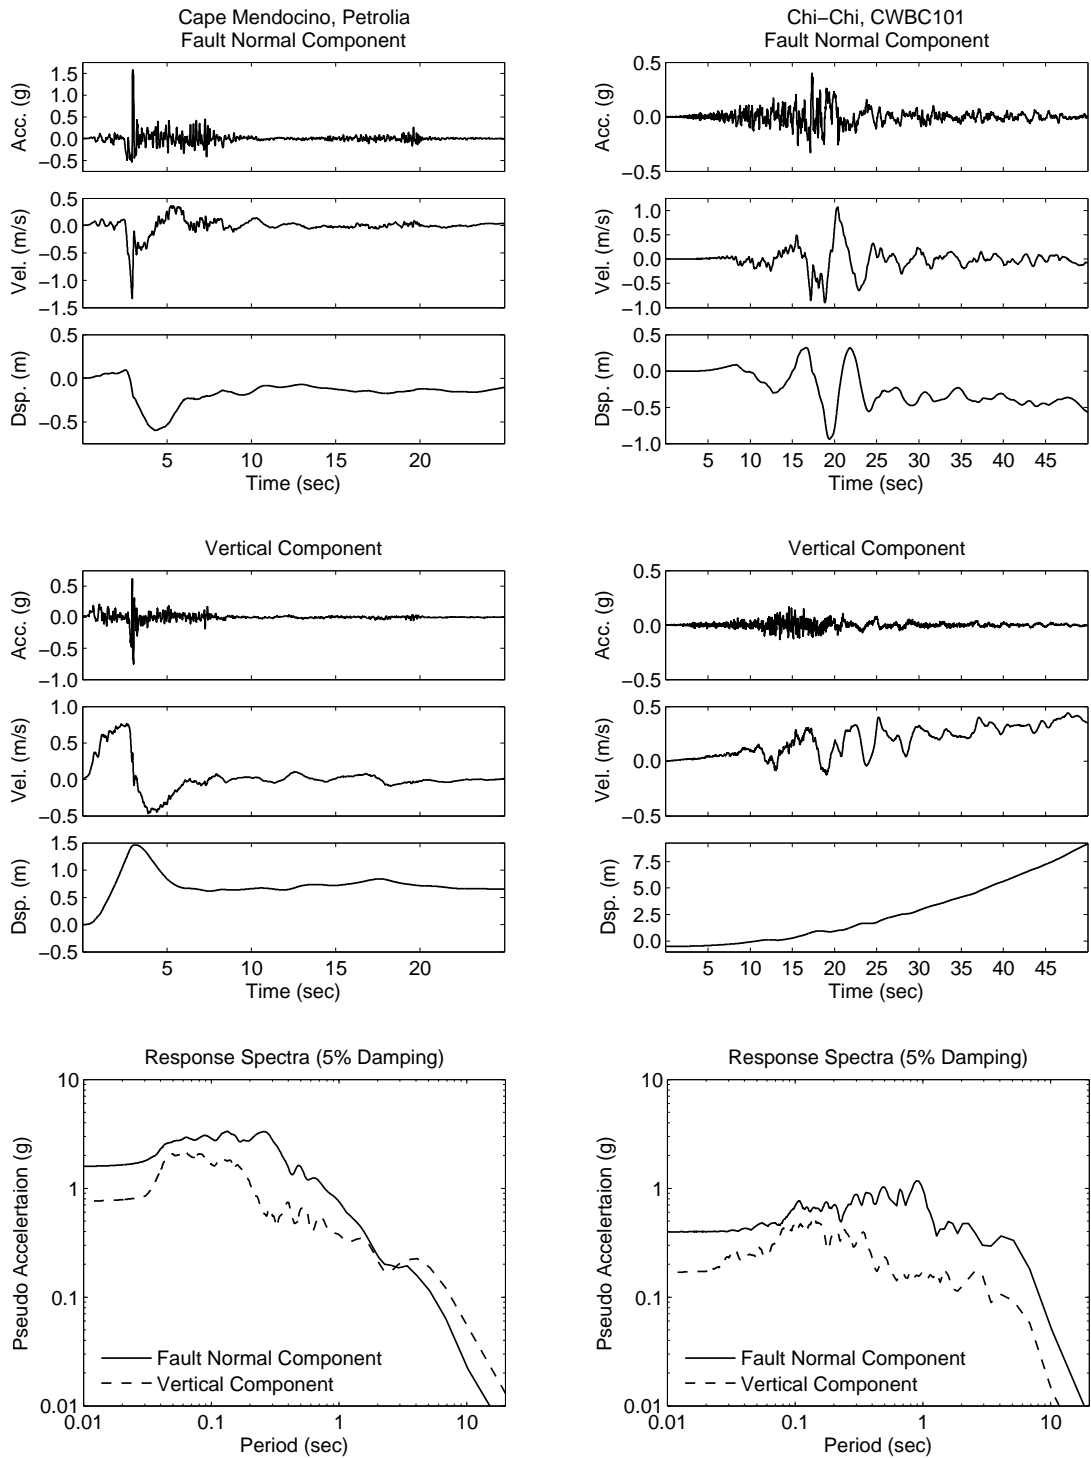 Cape Mendocino, Petrolia
Fault Normal Component
1.5
1.0
0.5
0.0
−0.5
Acc. (g)
0.5
0.0
−0.5
−1.0
−1.5
Vel. (m/s)
0.5
0.0
−0.5
Dsp. (m)
5 10 15 20
Time (sec)
Vertical Component
0.5
0.0
−0.5
−1.0
Acc. (g)
1.0
0.5
0.0
−0.5
Vel. (m/s)
1.5
1.0
0.5
0.0
−0.5
Dsp. (m)
5 10 15 20
Time (sec)
Response Spectra (5% Damping)
10
1
0.1
0.01
Pseudo Accelertaion (g)
Fault Normal Component
Vertical Component
0.01 0.1 1 10
Period (sec)
Chi−Chi, CWBC101
Fault Normal Component
0.5
0.0
−0.5
Acc. (g)
1.0
0.5
0.0
−0.5
−1.0
Vel. (m/s)
0.5
0.0
−0.5
−1.0
Dsp. (m)
5 10 15 20 25 30 35 40 45
Time (sec)
Vertical Component
0.5
0.0
−0.5
Acc. (g)
0.5
0.0
−0.5
Vel. (m/s)
7.5
5.0
2.5
0.0
Dsp. (m)
5 10 15 20 25 30 35 40 45
Time (sec)
Response Spectra (5% Damping)
10
1
0.1
0.01
Pseudo Accelertaion (g)
Fault Normal Component
Vertical Component
0.01 0.1 1 10
Period (sec)